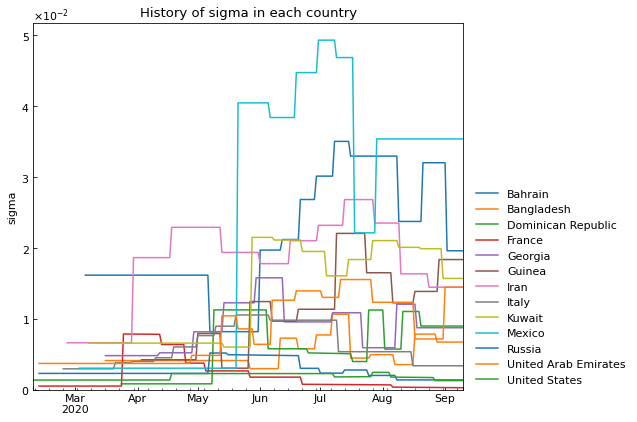 History of sigma in each country
×10⁻²
5
4
3
2
1
0
sigma
Mar Apr May Jun Jul Aug Sep
2020
Bahrain
Bangladesh
Dominican Republic
France
Georgia
Guinea
Iran
Italy
Kuwait
Mexico
Russia
United Arab Emirates
United States